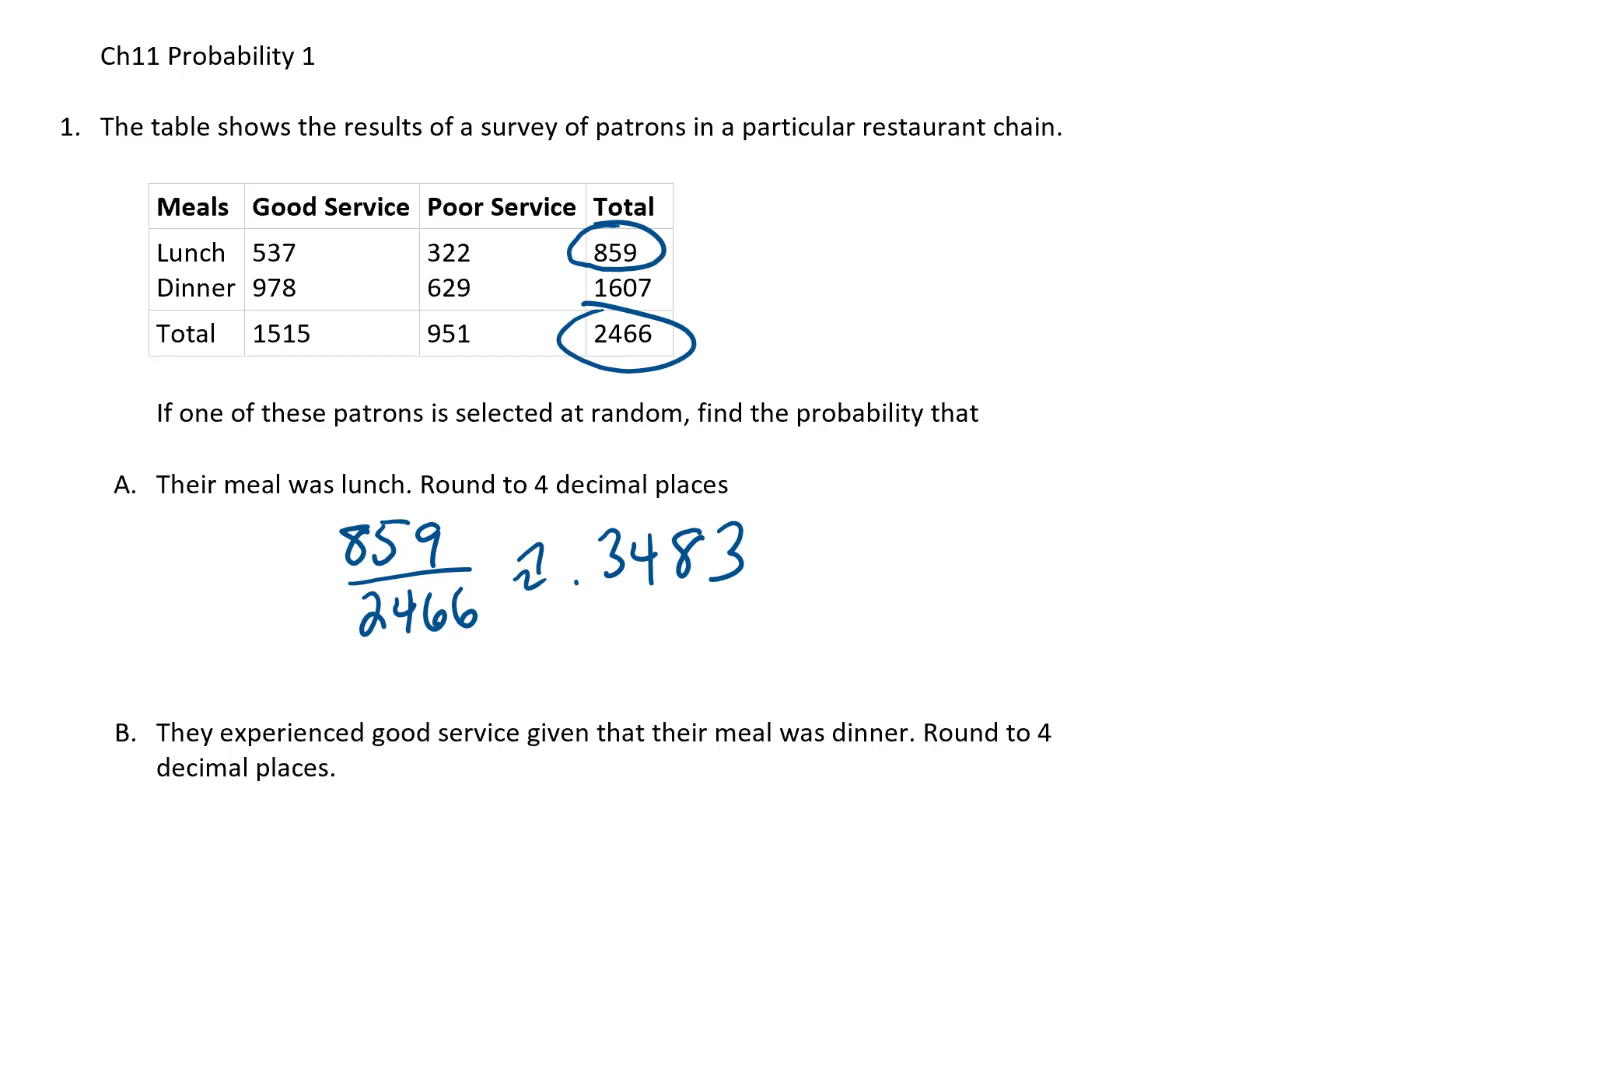 Ch11 Probability 1
1. The table shows the results of a survey of patrons in a particular restaurant chain.
Meals Good Service Poor Service Total
Lunch 537 322 859
Dinner 978 629 1607
Total 1515 951 2466
If one of these patrons is selected at random, find the probability that
A. Their meal was lunch. Round to 4 decimal places
859
≈ .3483
2466
B. They experienced good service given that their meal was dinner. Round to 4
decimal places.